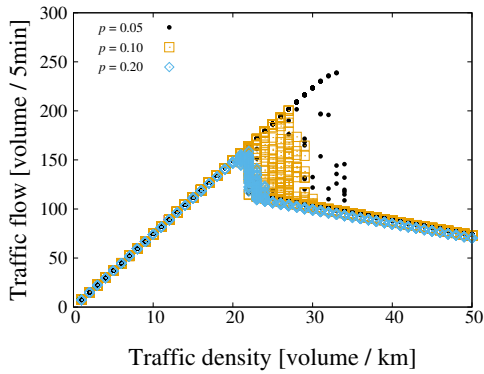 300
250
200
150
100
50
0
p = 0.05
p = 0.10
p = 0.20
Traffic flow [volume / 5min]
0 10 20 30 40 50
Traffic density [volume / km]